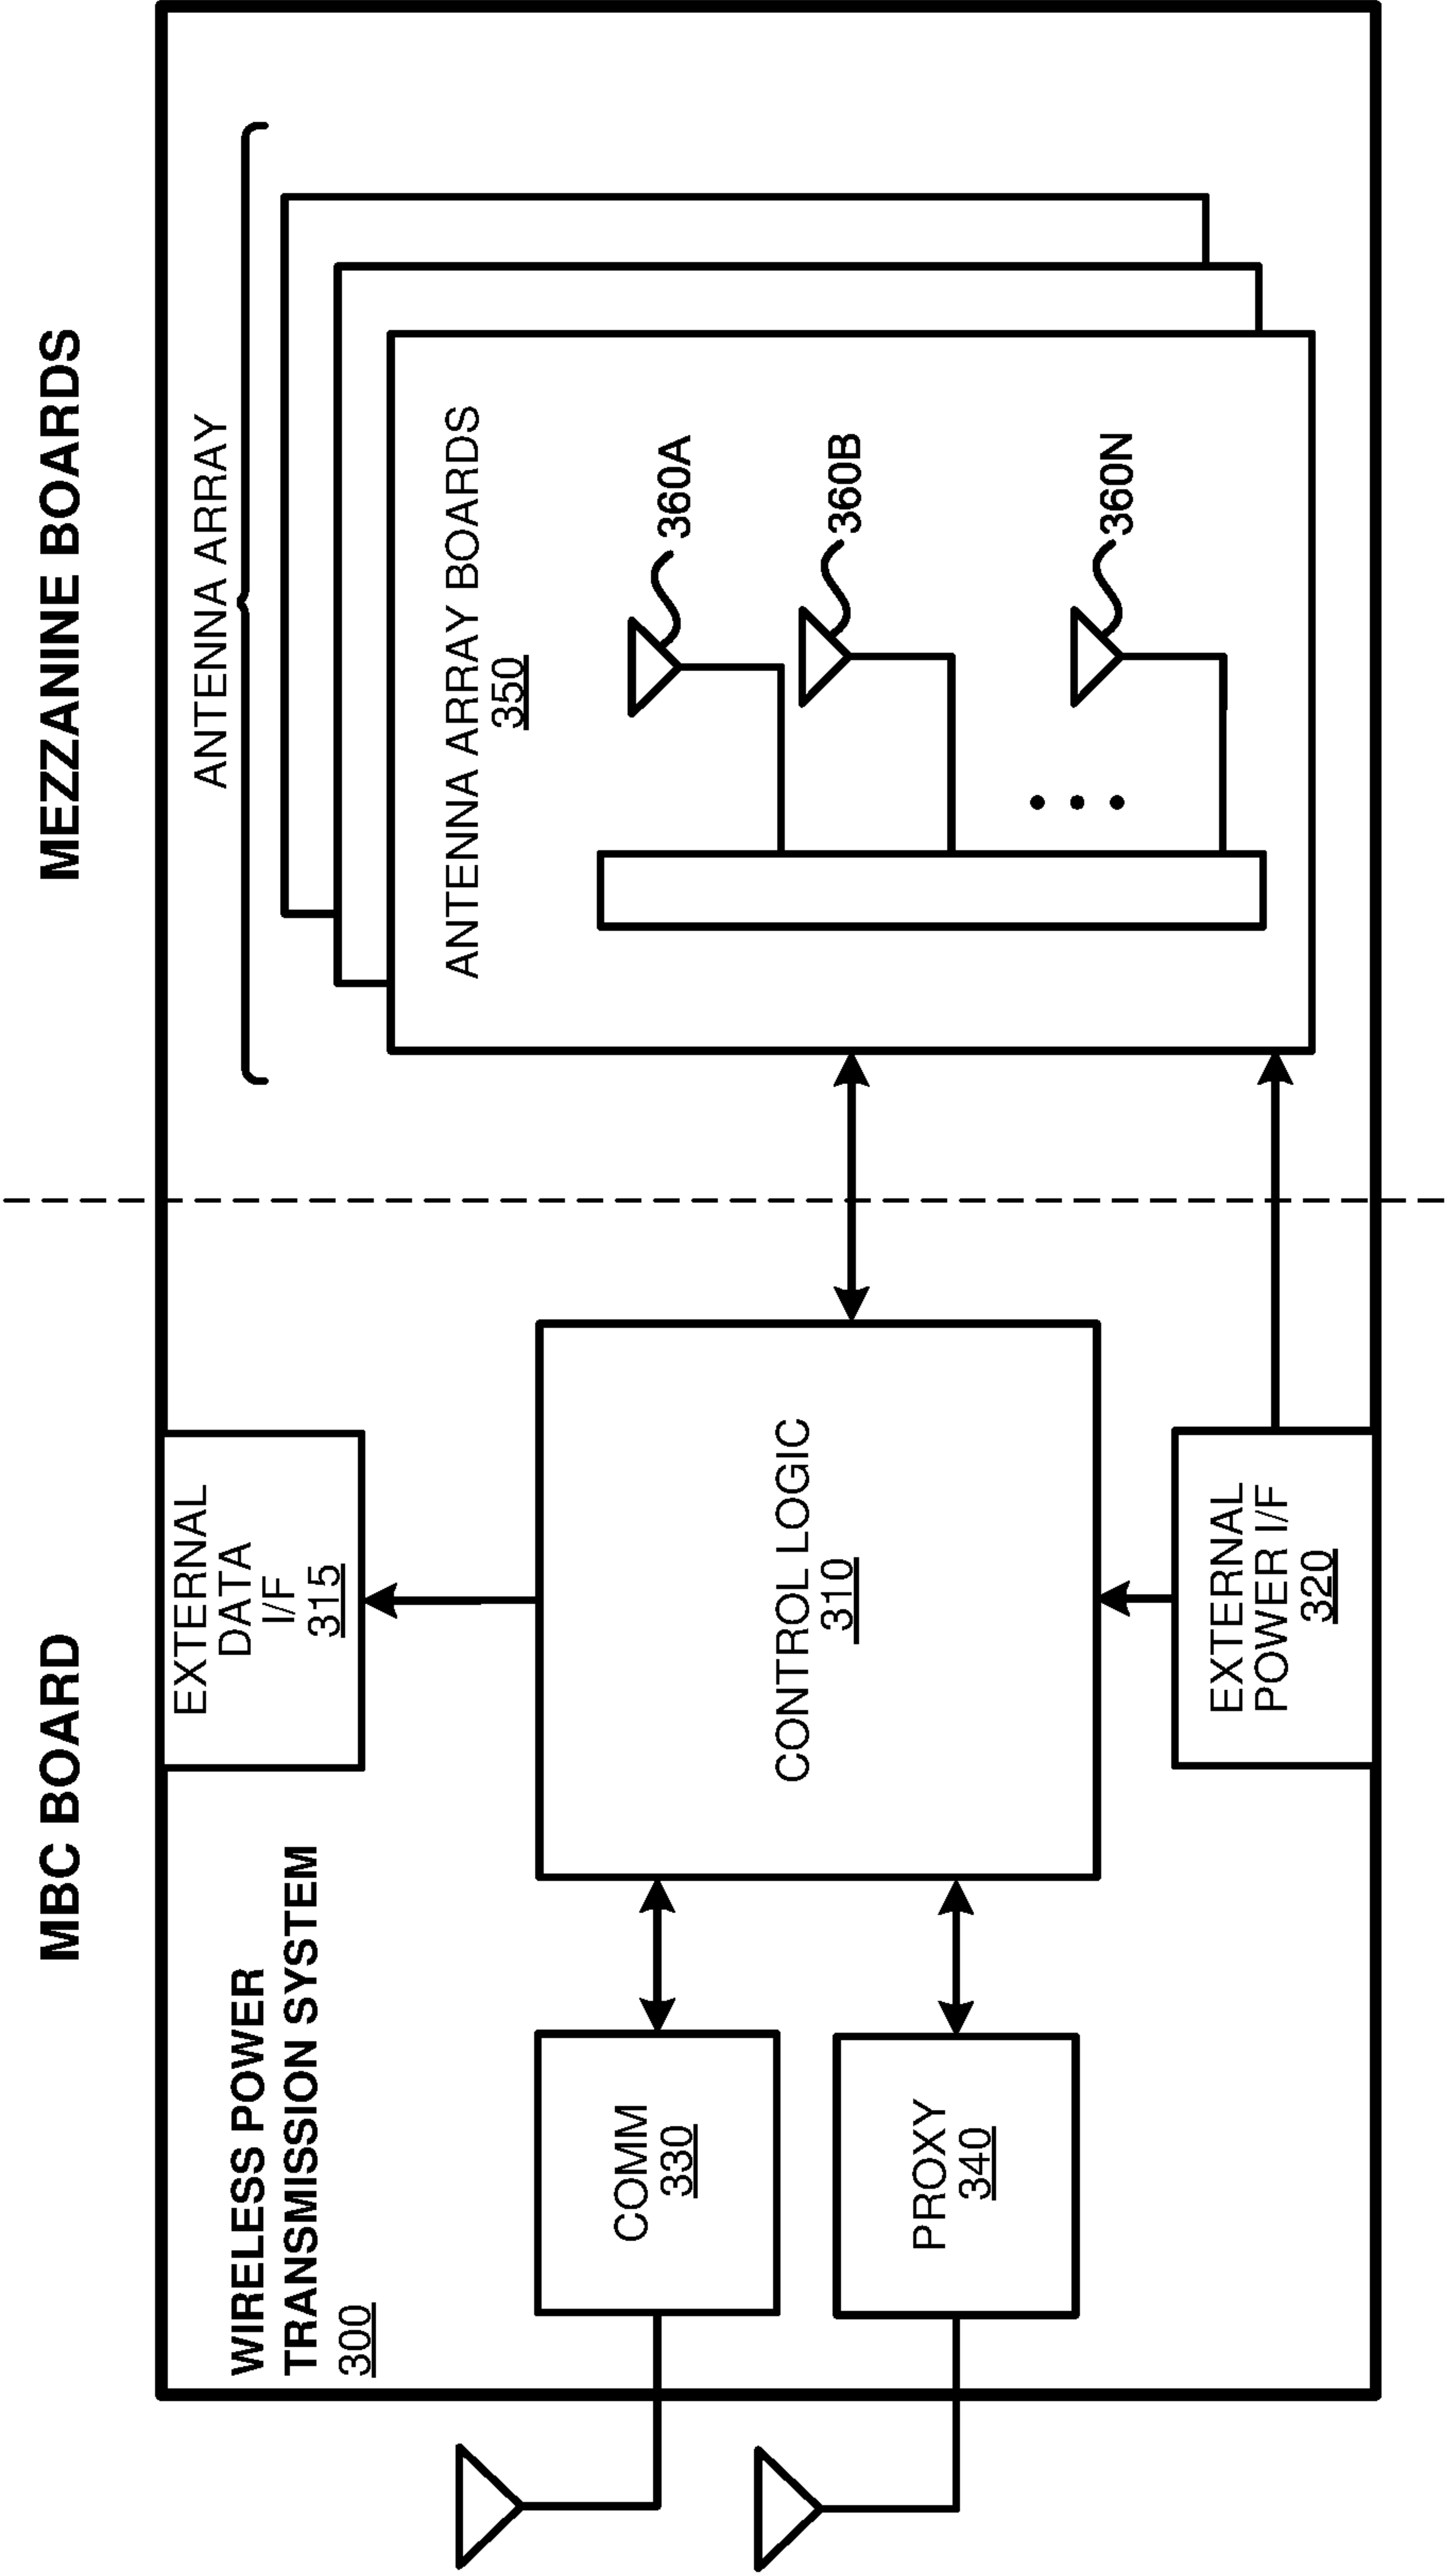 MBC BOARD
MEZZANINE BOARDS
WIRELESS POWER
TRANSMISSION SYSTEM
300
EXTERNAL
DATA
I/F
315
ANTENNA ARRAY
COMM
330
PROXY
340
CONTROL LOGIC
310
EXTERNAL
POWER I/F
320
ANTENNA ARRAY BOARDS
350
360A
360B
360N